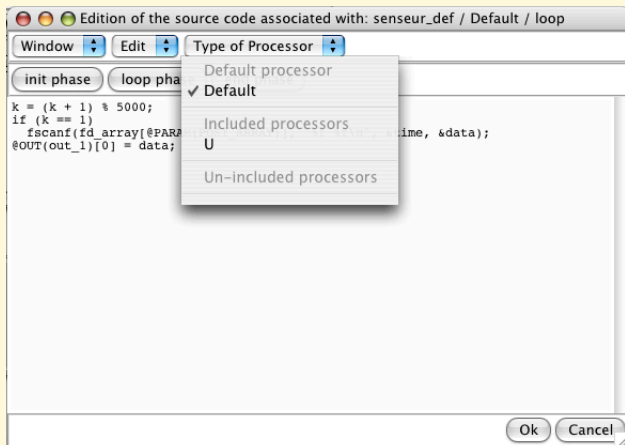 Edition of the source code associated with: senseur_def / Default / loop
Window Edit Type of Processor
init phase loop pha
Default processor
✓ Default
Included processors
U
Un-included processors
k = (k + 1) % 5000;
if (k == 1)
fscanf(fd_array[@PARA ime, &data);
@OUT(out_1)[0] = data;
Ok Cancel